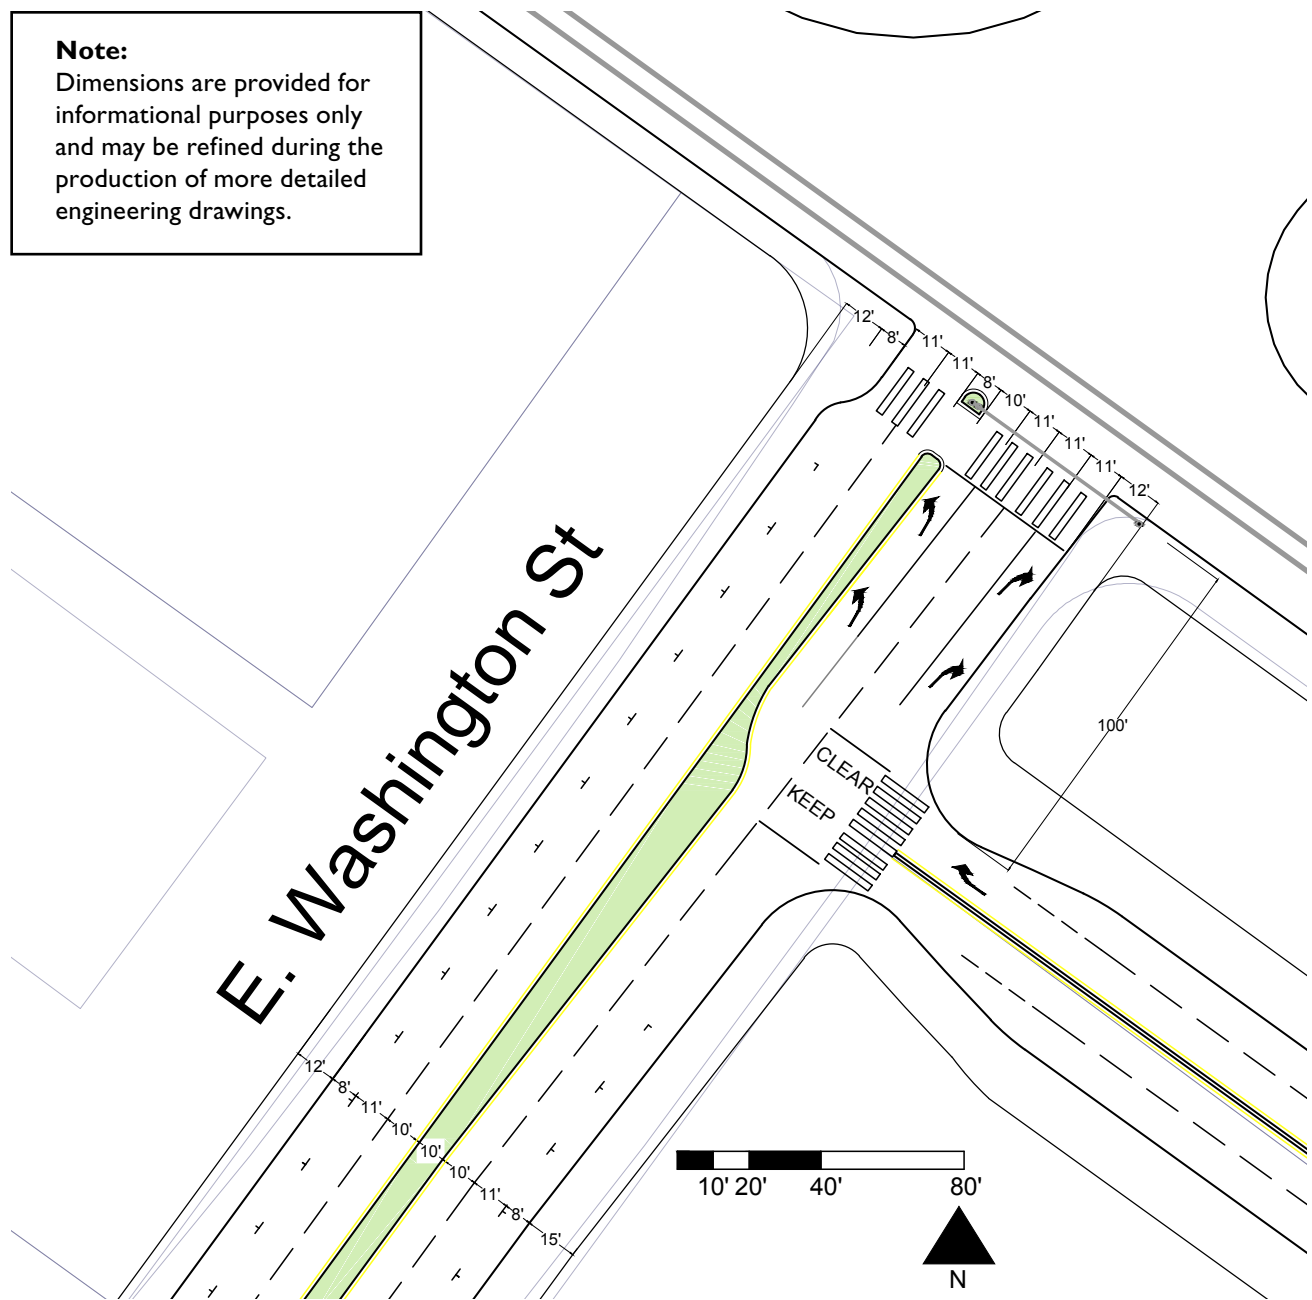 Note:
Dimensions are provided for
informational purposes only
and may be refined during the
production of more detailed
engineering drawings.
12'
8'
11'
11'
8'
10'
11'
11'
11'
12'
E. Washington St
100'
CLEAR
KEEP
12'
8'
11'
10'
10'
10'
11'
8'
15'
10' 20' 40' 80'
N